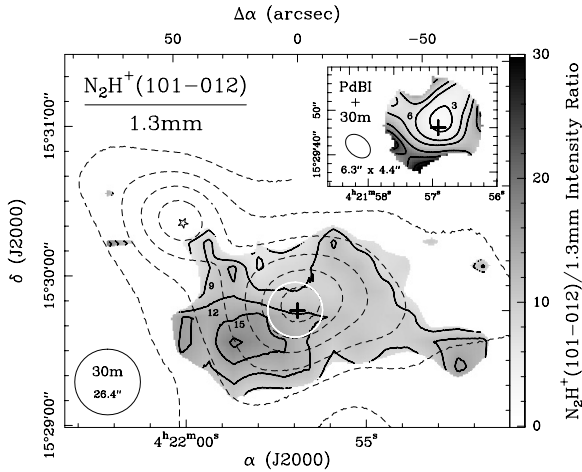 Δα (arcsec)
50 0 −50
N₂H⁺(101−012)
1.3mm
PdBI
+
30m
6.3" x 4.4"
3
6
50"
15°29'40"
4ʰ21ᵐ58ˢ 57ˢ 56ˢ
15°31'00"
15°30'00"
15°29'00"
δ (J2000)
9
12
15
30m
26.4"
4ʰ22ᵐ00ˢ 55ˢ
α (J2000)
30
20
10
0
N₂H⁺(101−012)/1.3mm Intensity Ratio